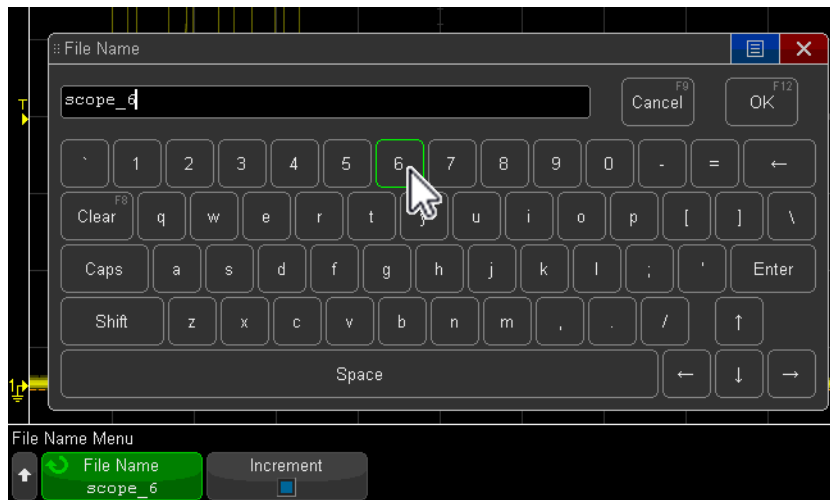 File Name
scope_6
F9
Cancel
F12
OK
` 1 2 3 4 5 6 7 8 9 0 - = ←
F8
Clear q w e r t y u i o p [ ] \
Caps a s d f g h j k l ; ' Enter
Shift z x c v b n m , . / ↑
Space ← ↓ →
T
1
File Name Menu
File Name
scope_6
Increment